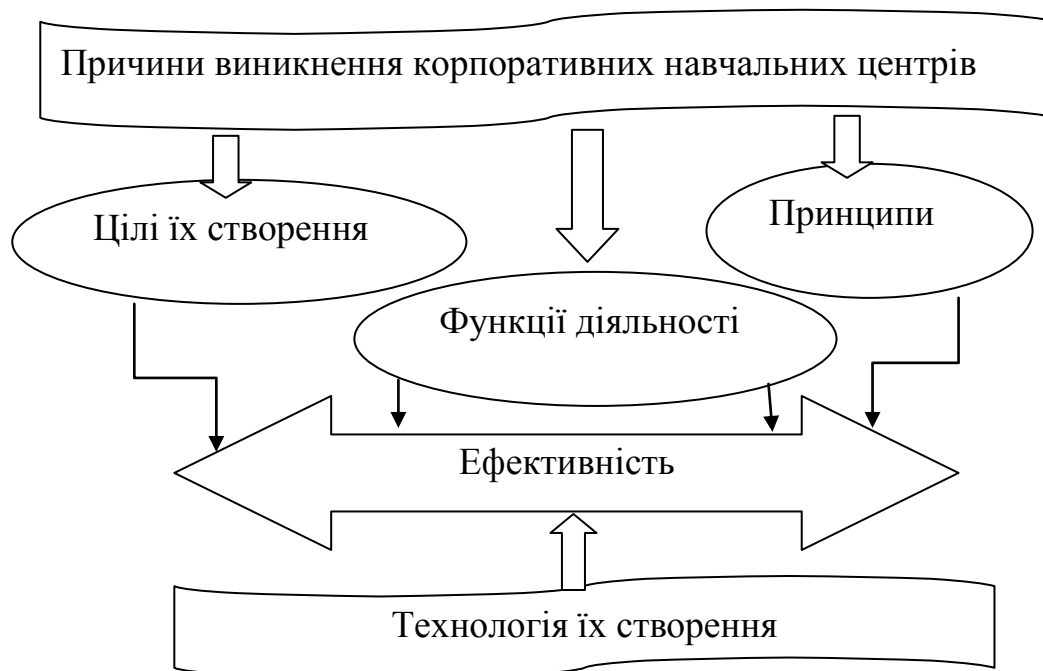 Причини виникнення корпоративних навчальних центрів
Цілі їх створення
Принципи
Функції діяльності
Ефективність
Технологія їх створення